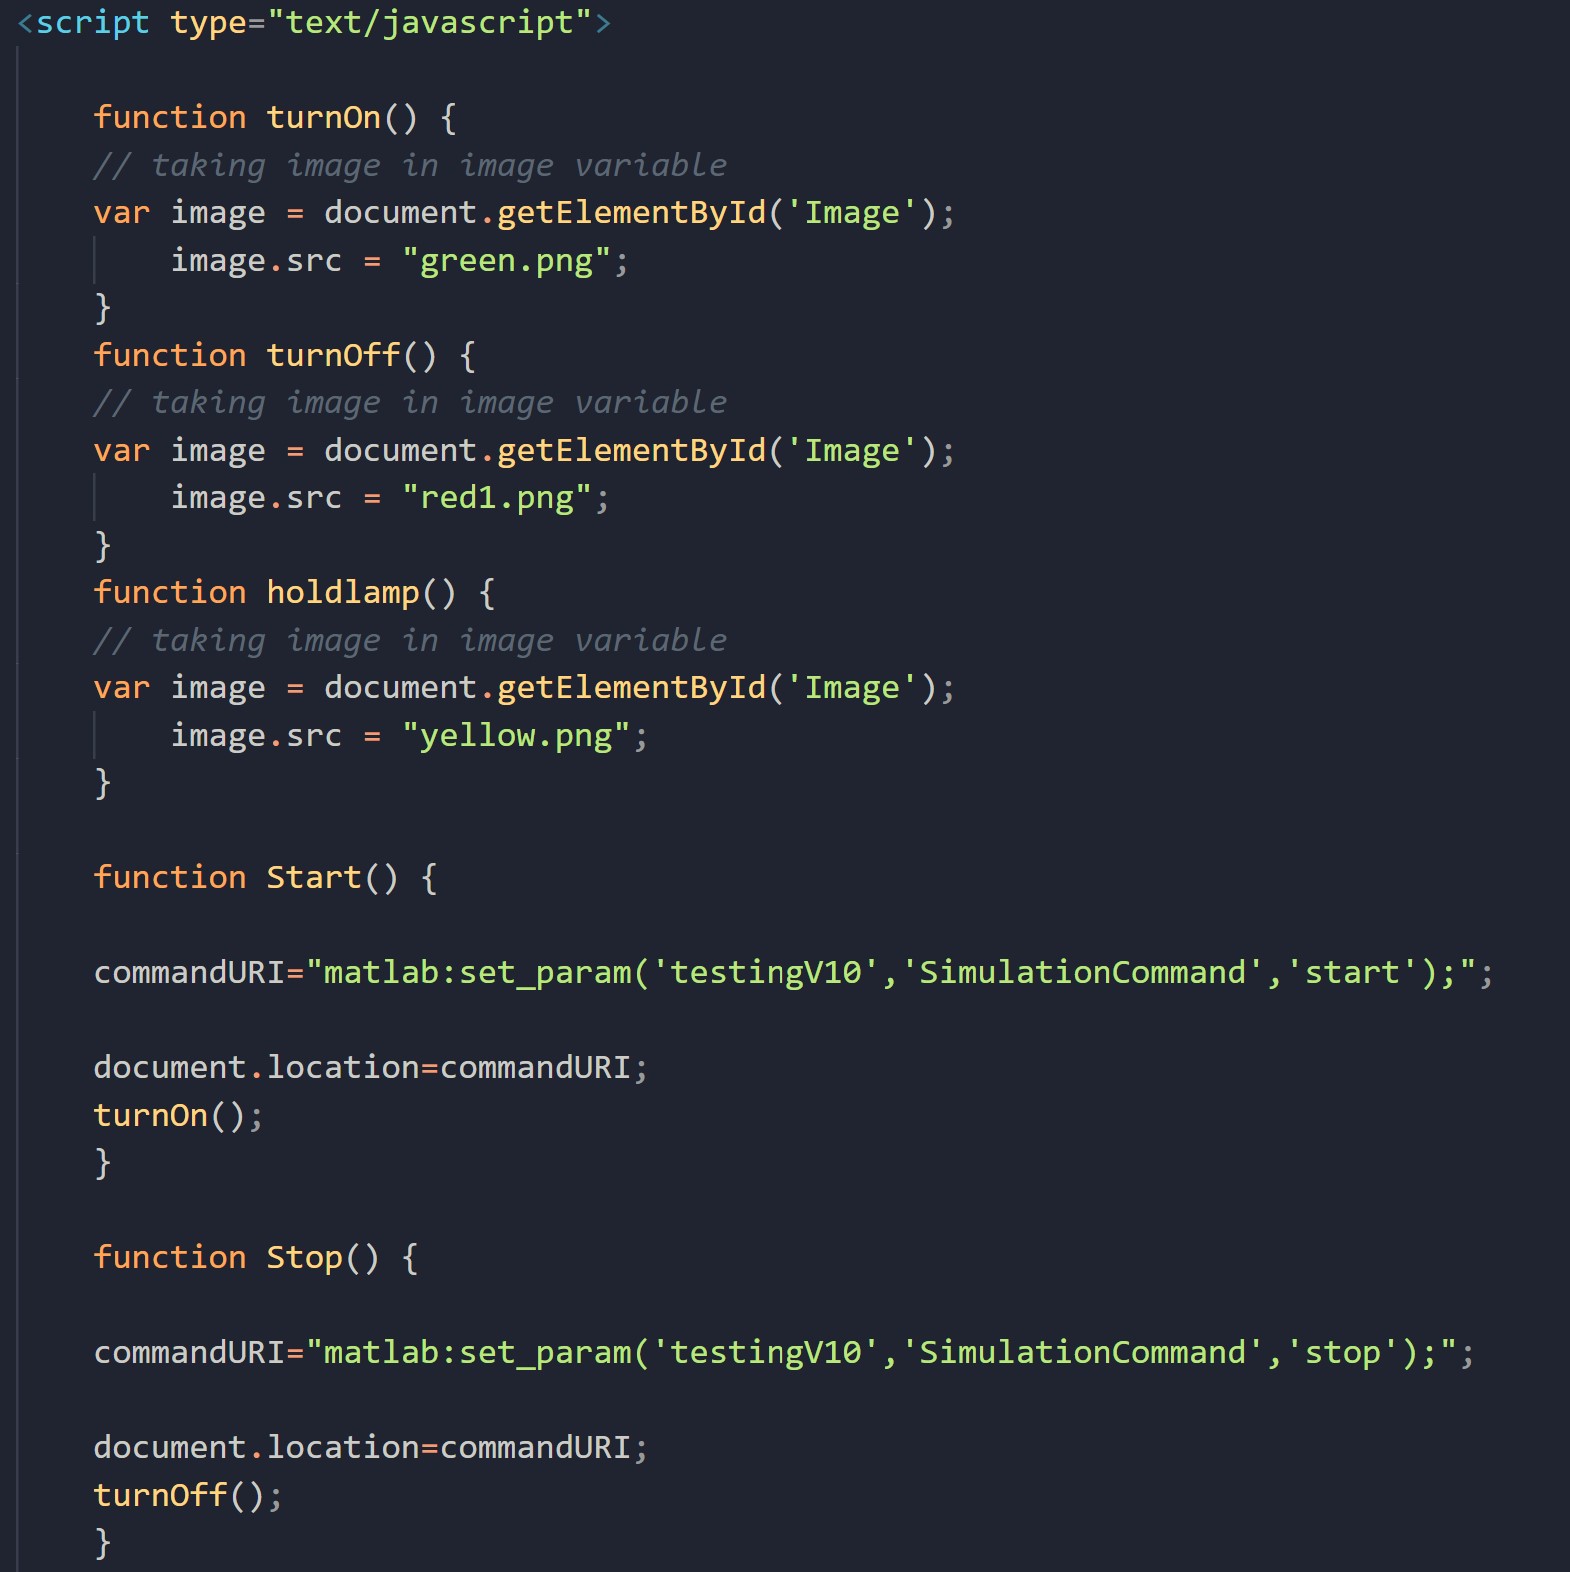 <script type="text/javascript">
function turnOn() {
// taking image in image variable
var image = document.getElementById('Image');
image.src = "green.png";
}
function turnOff() {
// taking image in image variable
var image = document.getElementById('Image');
image.src = "red1.png";
}
function holdlamp() {
// taking image in image variable
var image = document.getElementById('Image');
image.src = "yellow.png";
}
function Start() {
commandURI="matlab:set_param('testingV10','SimulationCommand','start');";
document.location=commandURI;
turnOn();
}
function Stop() {
commandURI="matlab:set_param('testingV10','SimulationCommand','stop');";
document.location=commandURI;
turnOff();
}